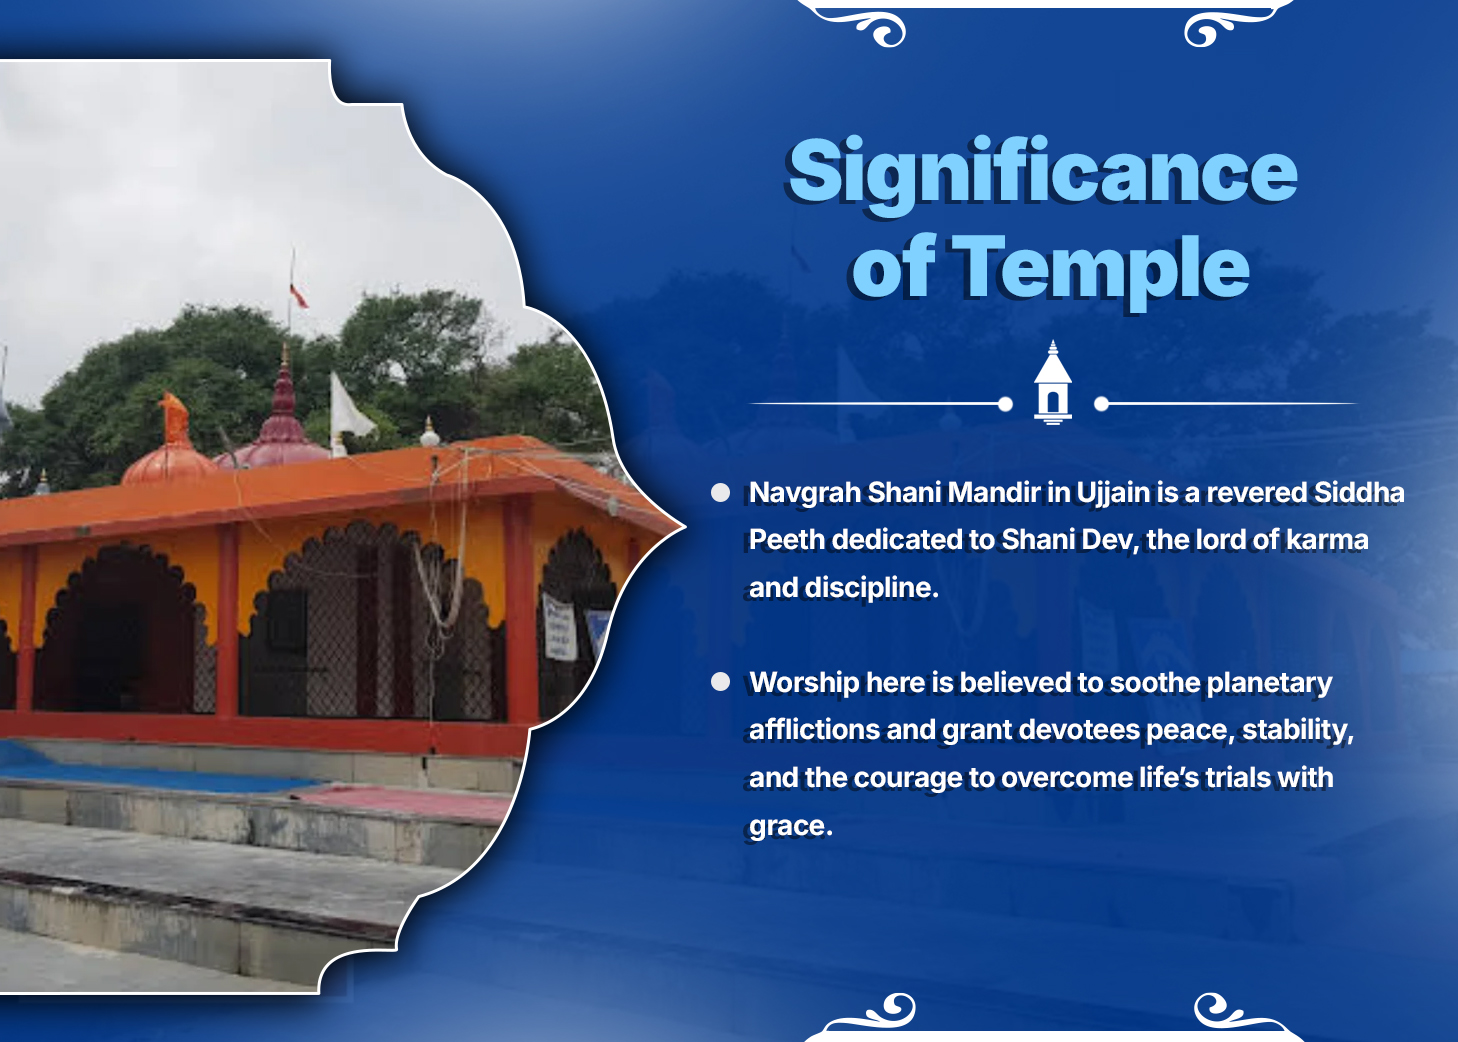 Significance
of Temple
Navgrah Shani Mandir in Ujjain is a revered Siddha
Peeth dedicated to Shani Dev, the lord of karma
and discipline.
Worship here is believed to soothe planetary
afflictions and grant devotees peace, stability,
and the courage to overcome life’s trials with
grace.